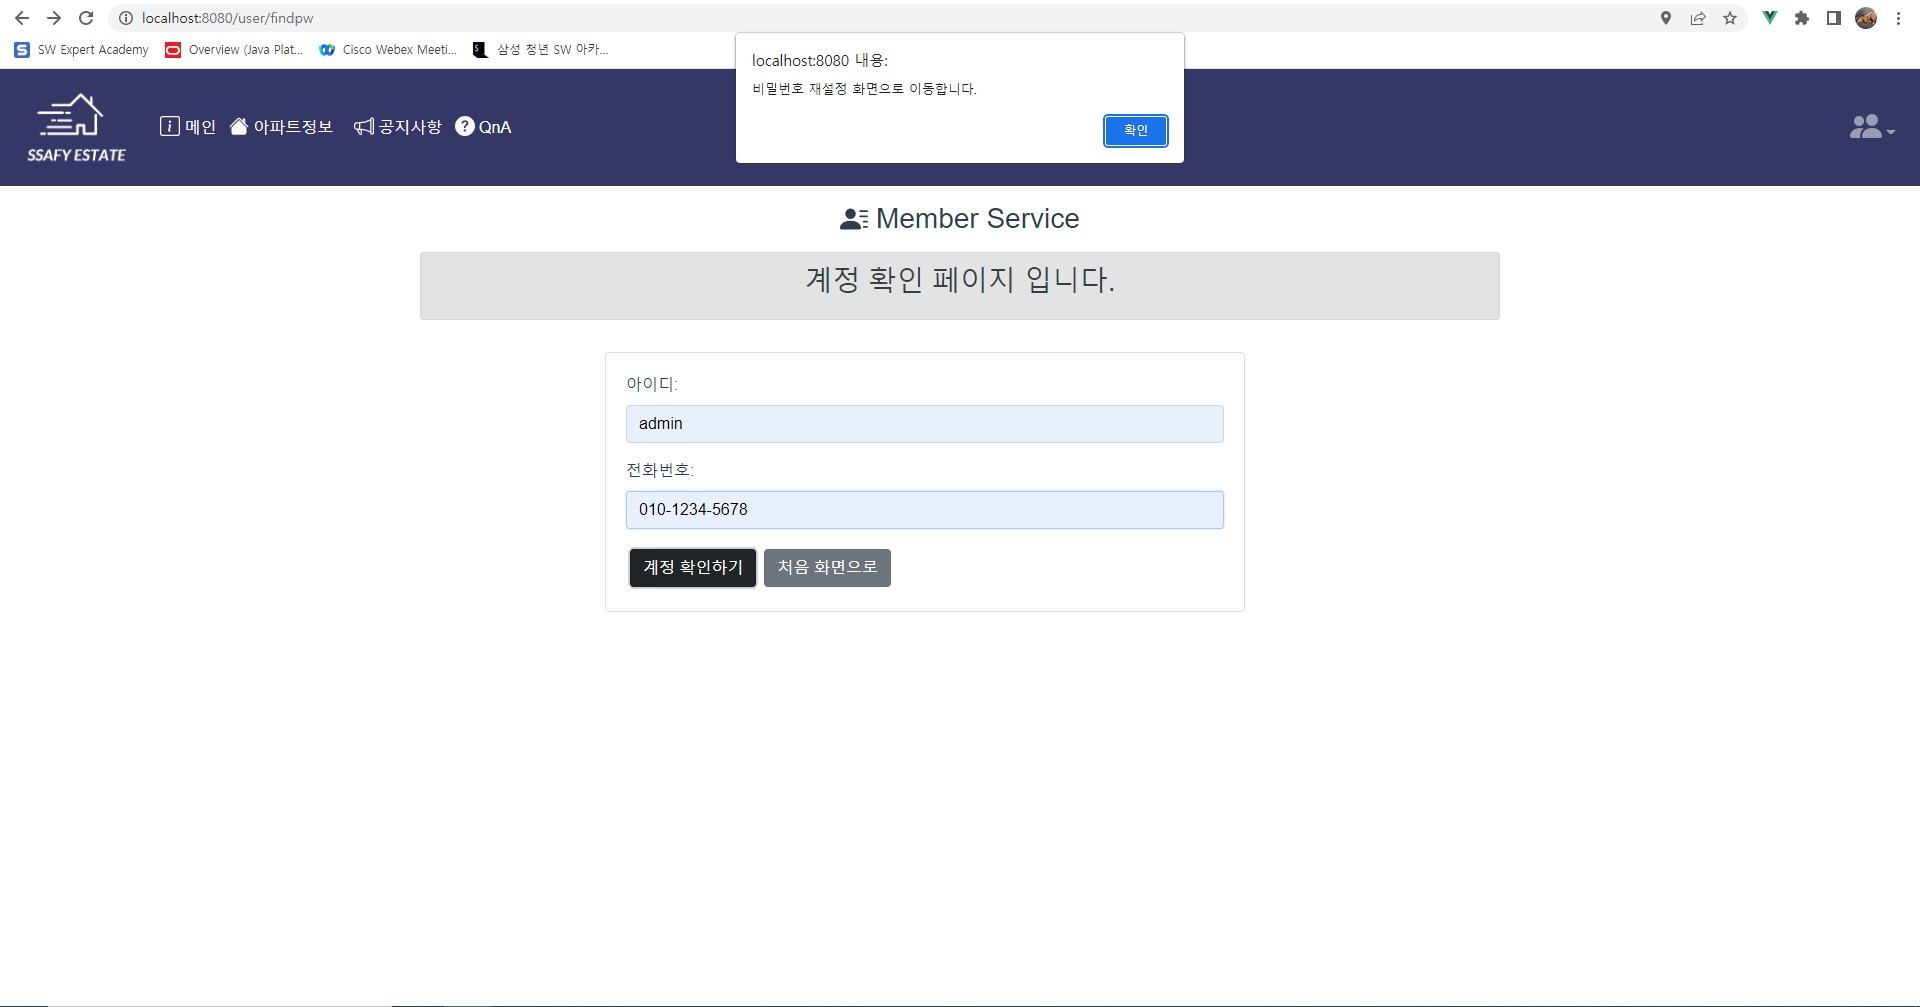 localhost:8080/user/findpw
SW Expert Academy
Overview (Java Plat...
Cisco Webex Meeti...
삼성 청년 SW 아카...
localhost:8080 내용:
비밀번호 재설정 화면으로 이동합니다.
확인
SSAFY ESTATE
메인
아파트정보
공지사항
QnA
Member Service
계정 확인 페이지 입니다.
아이디:
admin
전화번호:
010-1234-5678
계정 확인하기
처음 화면으로